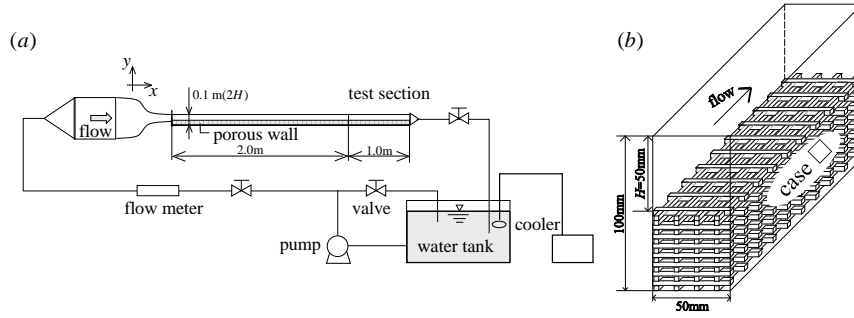 (a)
y
x
0.1 m(2H)
test section
flow
porous wall
2.0m
1.0m
flow meter
valve
cooler
pump
water tank
(b)
flow
case
H=50mm
100mm
50mm